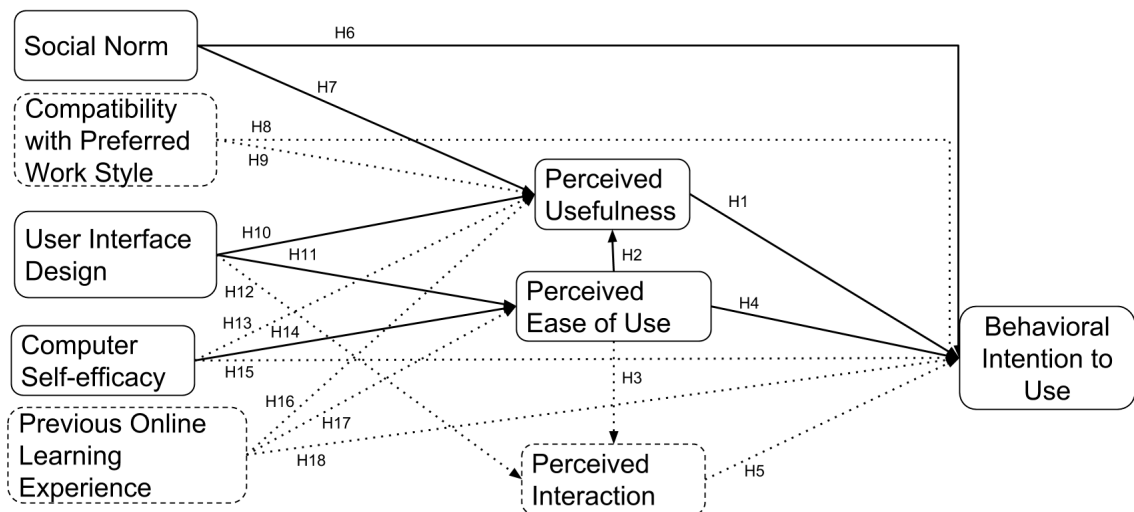 Social Norm
H6
H7
Compatibility
with Preferred
Work Style
H8
H9
Perceived
Usefulness
H1
User Interface
Design
H10
H11
H12
H2
Perceived
Ease of Use
H4
Computer
Self-efficacy
H13
H14
H15
H3
Behavioral
Intention to
Use
Previous Online
Learning
Experience
H16
H17
H18
Perceived
Interaction
H5